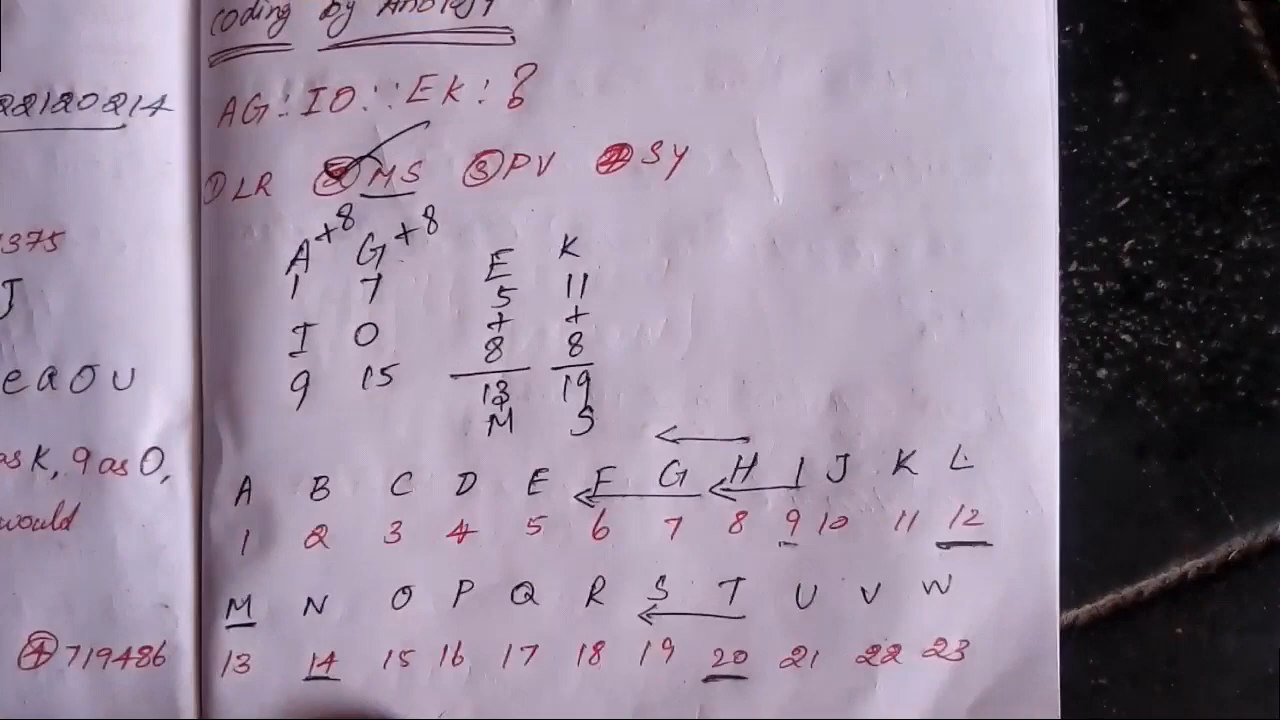 Coding by Anology
22120214
AG : IO :: EK : ?
① LR ② MS ③ PV ④ SY
375
A+8 G+8 E K
1 7 5 11
J
+ +
I O 8 8
9 15 13 19
M S
e a o u
as K, 9 as O,
A B C D E F G H I J K L
would
1 2 3 4 5 6 7 8 9 10 11 12
M N O P Q R S T U V W
④ 719486
13 14 15 16 17 18 19 20 21 22 23